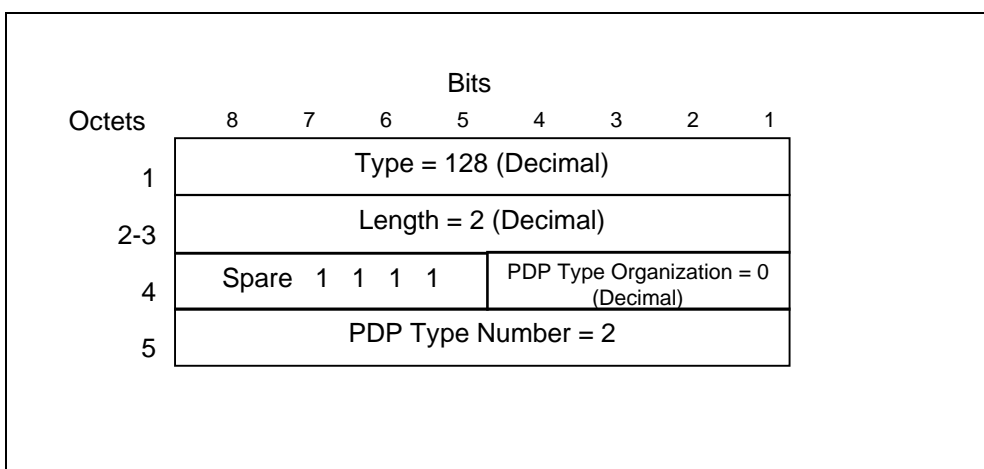 Bits
Octets 8 7 6 5 4 3 2 1
1 Type = 128 (Decimal)
2-3 Length = 2 (Decimal)
4 Spare 1 1 1 1 PDP Type Organization = 0
(Decimal)
5 PDP Type Number = 2